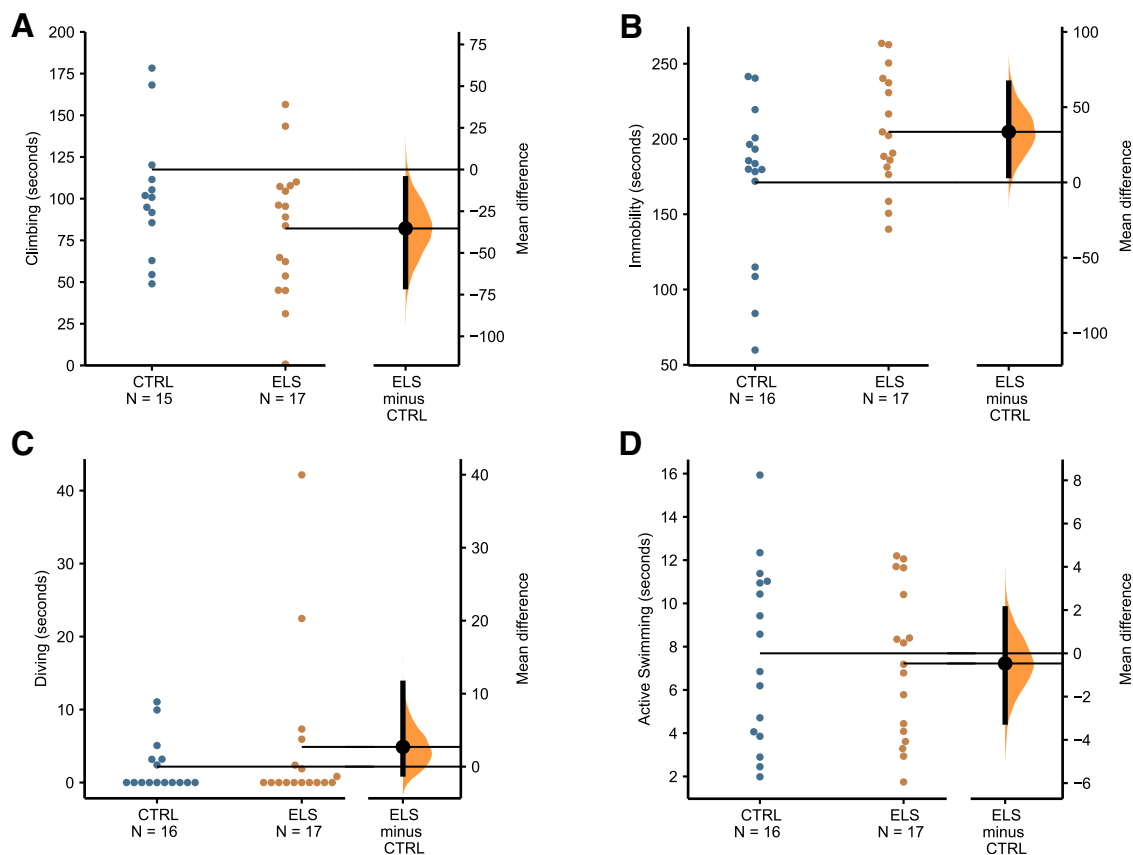 A
Climbing (seconds)
200
175
150
125
100
75
50
25
0
75
50
25
0
−25
−50
−75
−100
Mean difference
CTRL
N = 15
ELS
N = 17
ELS
minus
CTRL
B
Immobility (seconds)
250
200
150
100
50
100
50
0
−50
−100
Mean difference
CTRL
N = 16
ELS
N = 17
ELS
minus
CTRL
C
Diving (seconds)
40
30
20
10
0
40
30
20
10
0
Mean difference
CTRL
N = 16
ELS
N = 17
ELS
minus
CTRL
D
Active Swimming (seconds)
16
14
12
10
8
6
4
2
8
6
4
2
0
−2
−4
−6
Mean difference
CTRL
N = 16
ELS
N = 17
ELS
minus
CTRL